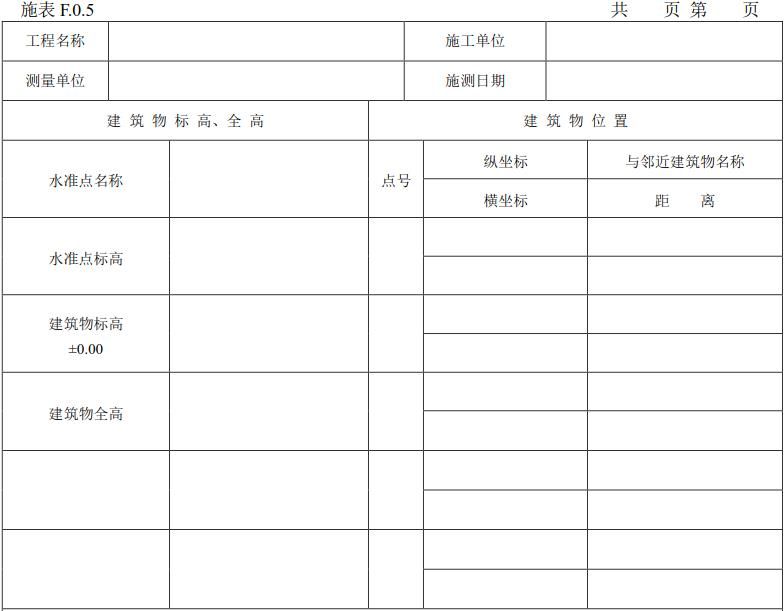 施表 F.0.5 共 页 第 页
工程名称 施工单位
测量单位 施测日期
建 筑 物 标 高、全 高 建 筑 物 位 置
水准点名称 点号 纵坐标 与邻近建筑物名称
横坐标 距 离
水准点标高
建筑物标高
±0.00
建筑物全高